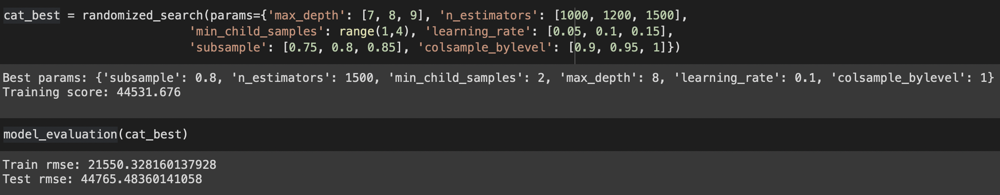 cat_best = randomized_search(params={'max_depth': [7, 8, 9], 'n_estimators': [1000, 1200, 1500],
'min_child_samples': range(1,4), 'learning_rate': [0.05, 0.1, 0.15],
'subsample': [0.75, 0.8, 0.85], 'colsample_bylevel': [0.9, 0.95, 1]})
Best params: {'subsample': 0.8, 'n_estimators': 1500, 'min_child_samples': 2, 'max_depth': 8, 'learning_rate': 0.1, 'colsample_bylevel': 1}
Training score: 44531.676
model_evaluation(cat_best)
Train rmse: 21550.328160137928
Test rmse: 44765.48360141058